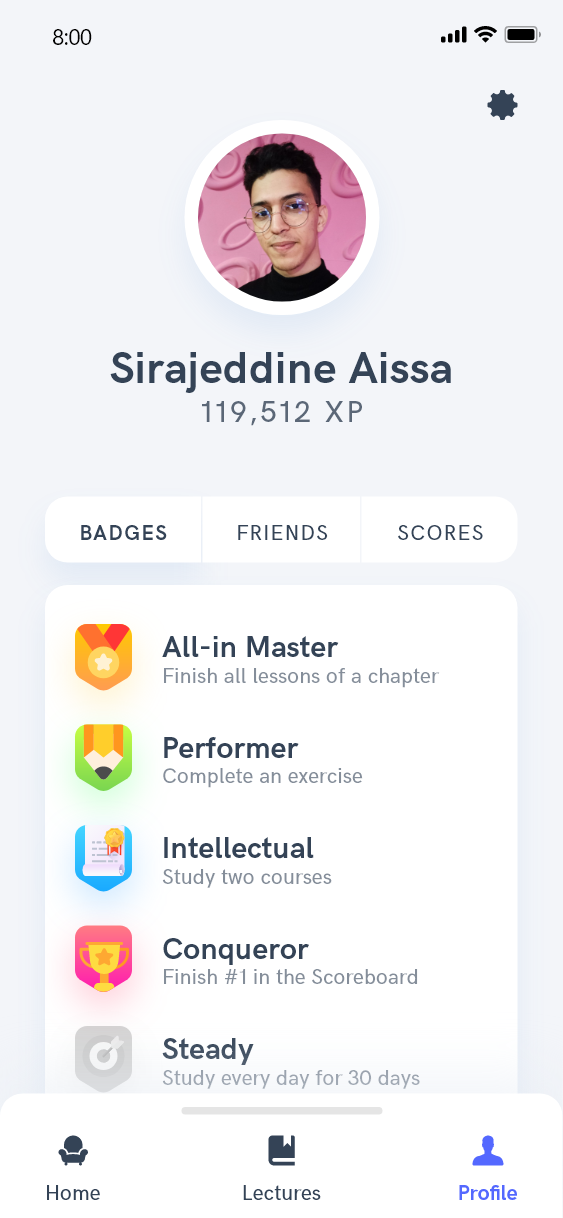 8:00
Sirajeddine Aissa
119,512 XP
BADGES FRIENDS SCORES
All-in Master
Finish all lessons of a chapter
Performer
Complete an exercise
Intellectual
Study two courses
Conqueror
Finish #1 in the Scoreboard
Steady
Study every day for 30 days
Home Lectures Profile